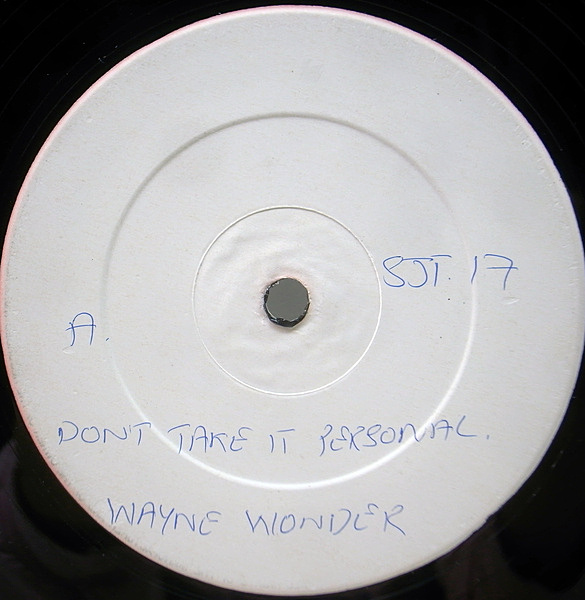 SJT. 17
A.
DON'T TAKE IT PERSONAL.
WAYNE WONDER